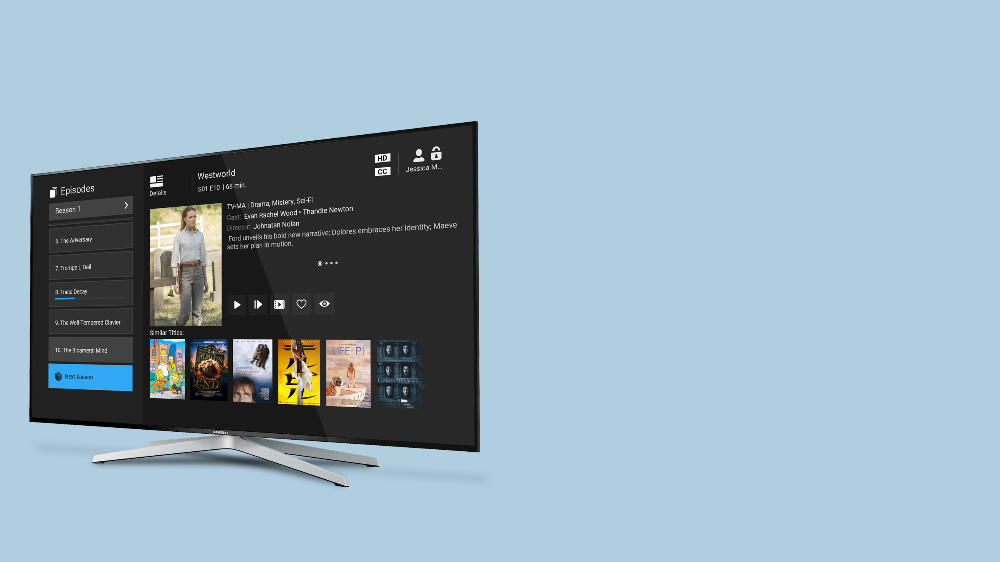 Episodes
Season 1
6. The Adversary
7. Trompe L`Oeil
8. Trace Decay
9. The Well-Tempered Clavier
10. The Bicameral Mind
Next Season
Details
Westworld
S01 E10 | 68 min.
HD
CC
Jessica M...
TV-MA | Drama, Mistery, Sci-Fi
Cast: Evan Rachel Wood • Thandie Newton
Director: Johnatan Nolan
Ford unveils his bold new narrative; Dolores embraces her identity; Maeve
sets her plan in motion.
Similar Titles:
The
WORLD'S
END
Eternal Sunshine
of the spotless mind
LIFE OF PI
GAME OF THRONES
4.24 at 9 HBO
SAMSUNG